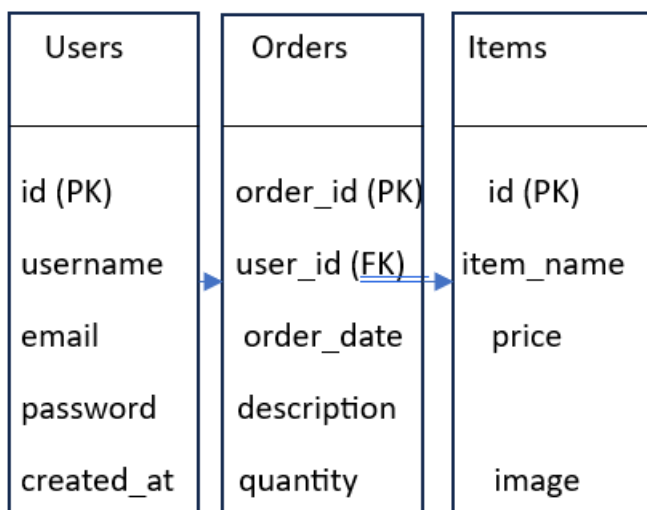 Users
id (PK)
username
email
password
created_at
Orders
order_id (PK)
user_id (FK)
order_date
description
quantity
Items
id (PK)
item_name
price
image